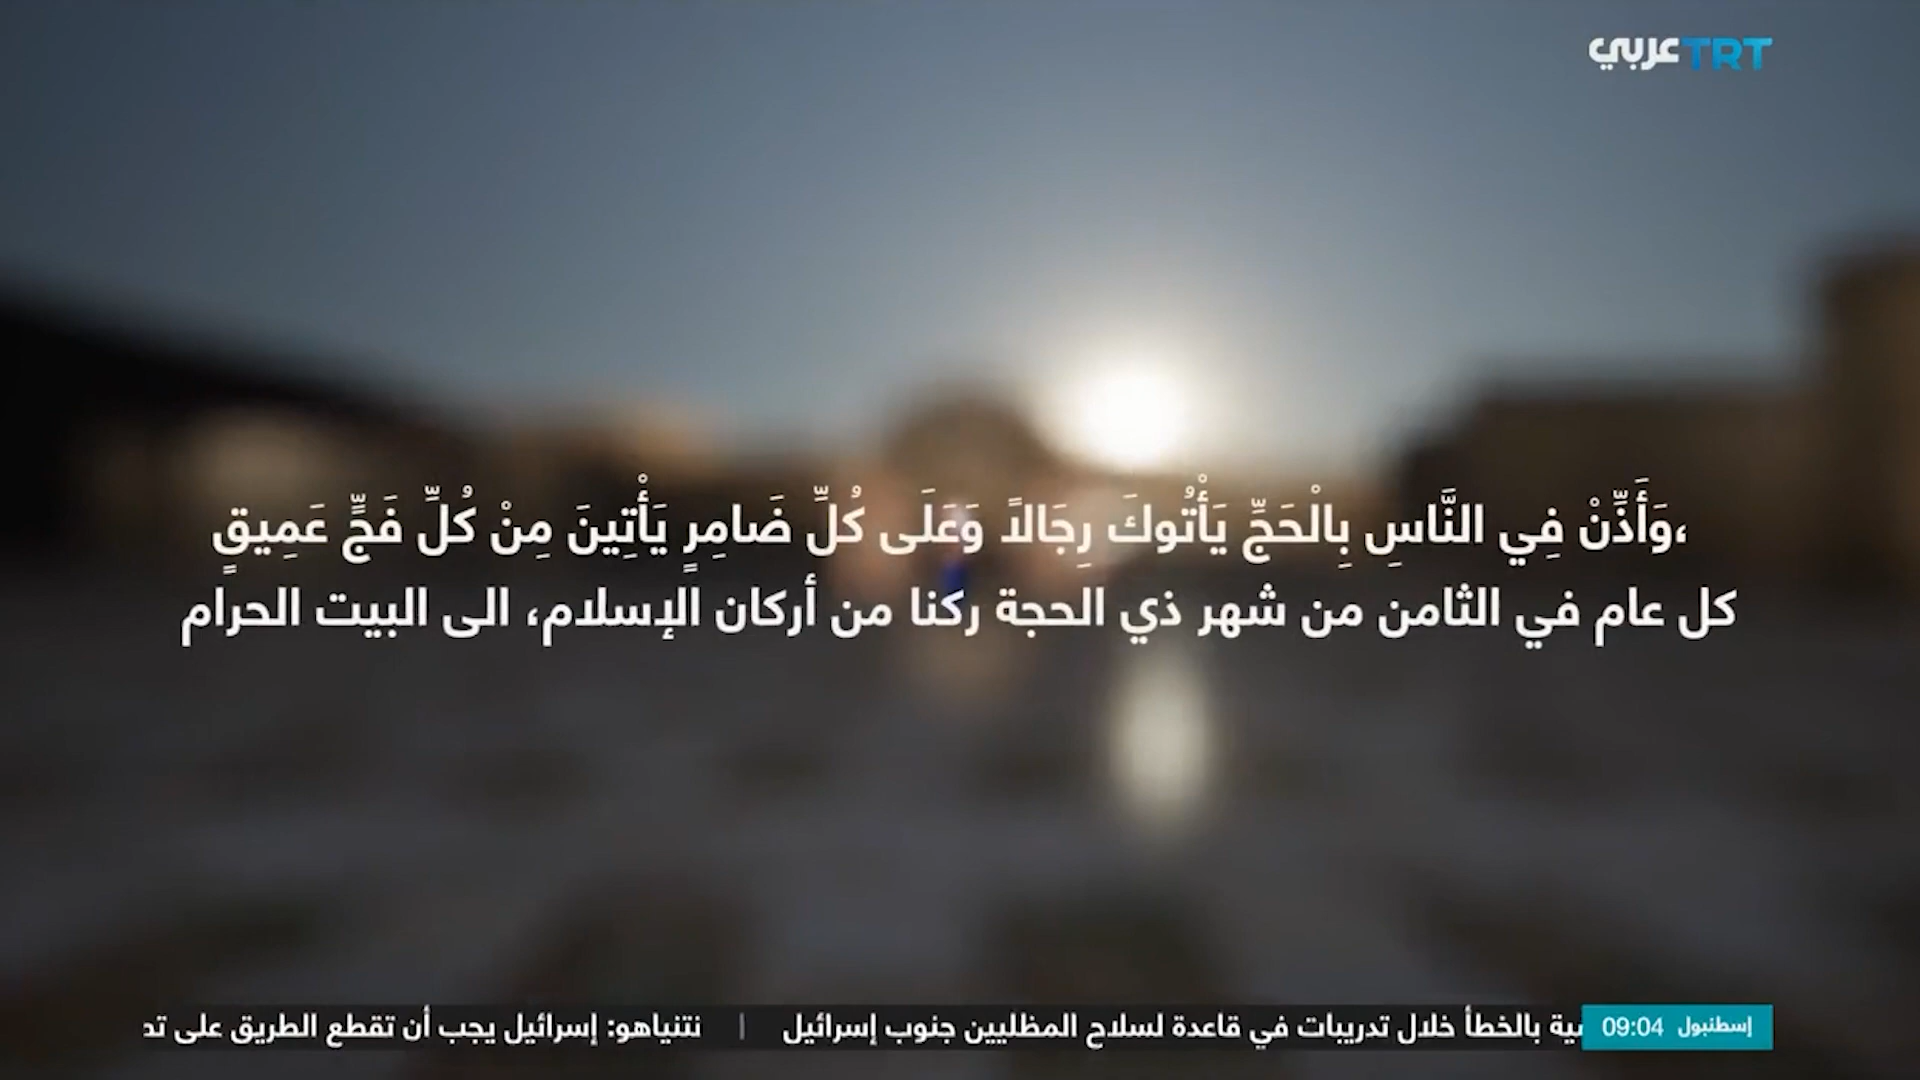 TRT عربي
وَأَذِّنْ فِي النَّاسِ بِالْحَجِّ يَأْتُوكَ رِجَالاً وَعَلَى كُلِّ ضَامِرٍ يَأْتِينَ مِنْ كُلِّ فَجٍّ عَمِيقٍ،
كل عام في الثامن من شهر ذي الحجة ركنا من أركان الإسلام، الى البيت الحرام
إسطنبول 09:04 بالخطأ خلال تدريبات في قاعدة لسلاح المظليين جنوب إسرائيل | نتنياهو: إسرائيل يجب أن تقطع الطريق على